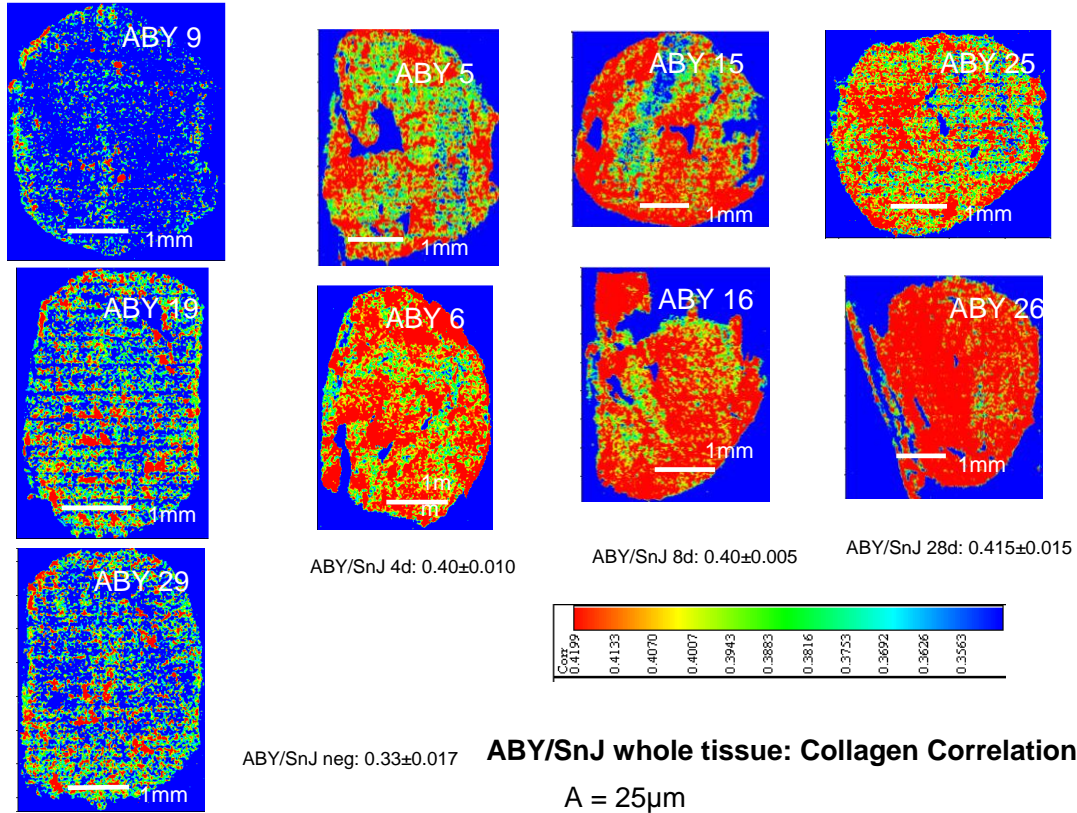 ABY 9
1mm
ABY 5
1mm
ABY 15
1mm
ABY 25
1mm
ABY 19
1mm
ABY 6
1m
m
ABY 16
1mm
ABY 26
1mm
ABY/SnJ 4d: 0.40±0.010
ABY/SnJ 8d: 0.40±0.005
ABY/SnJ 28d: 0.415±0.015
ABY 29
1mm
Corr
0.4199
0.4133
0.4070
0.4007
0.3943
0.3883
0.3816
0.3753
0.3692
0.3626
0.3563
ABY/SnJ neg: 0.33±0.017
ABY/SnJ whole tissue: Collagen Correlation
A = 25µm